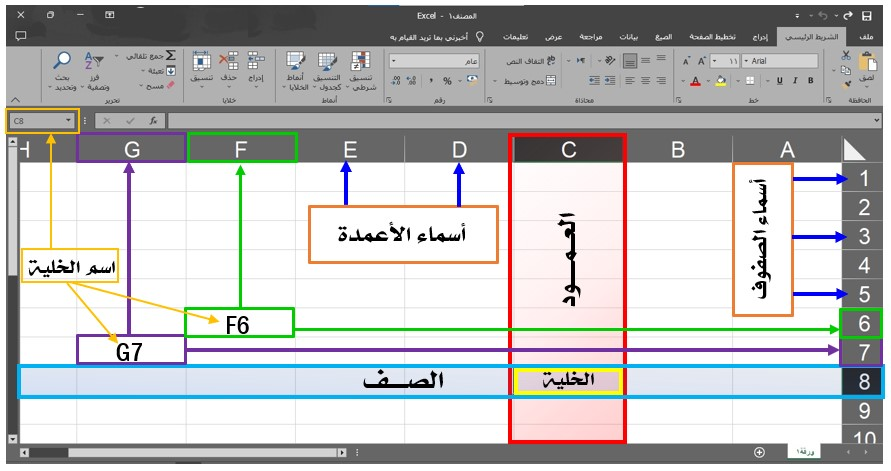 المصنف١ - Excel
ملف
الشريط الرئيسي
إدراج
تخطيط الصفحة
الصيغ
بيانات
مراجعة
عرض
تعليمات
أخبرني بما تريد القيام به
لصق
الحافظة
Arial
١١
خط
التفاف النص
دمج وتوسيط
محاذاة
عام
رقم
تنسيق شرطي
التنسيق كجدول
أنماط الخلايا
أنماط
إدراج
حذف
تنسيق
خلايا
جمع تلقائي
تعبئة
مسح
فرز وتصفية
بحث وتحديد
تحرير
C8
fx
A
B
C
D
E
F
G
H
1
2
3
4
5
6
7
8
9
10
أسماء الصفوف
العمـــود
أسماء الأعمدة
اسم الخلية
F6
G7
الخلية
الصــف
ورقة١